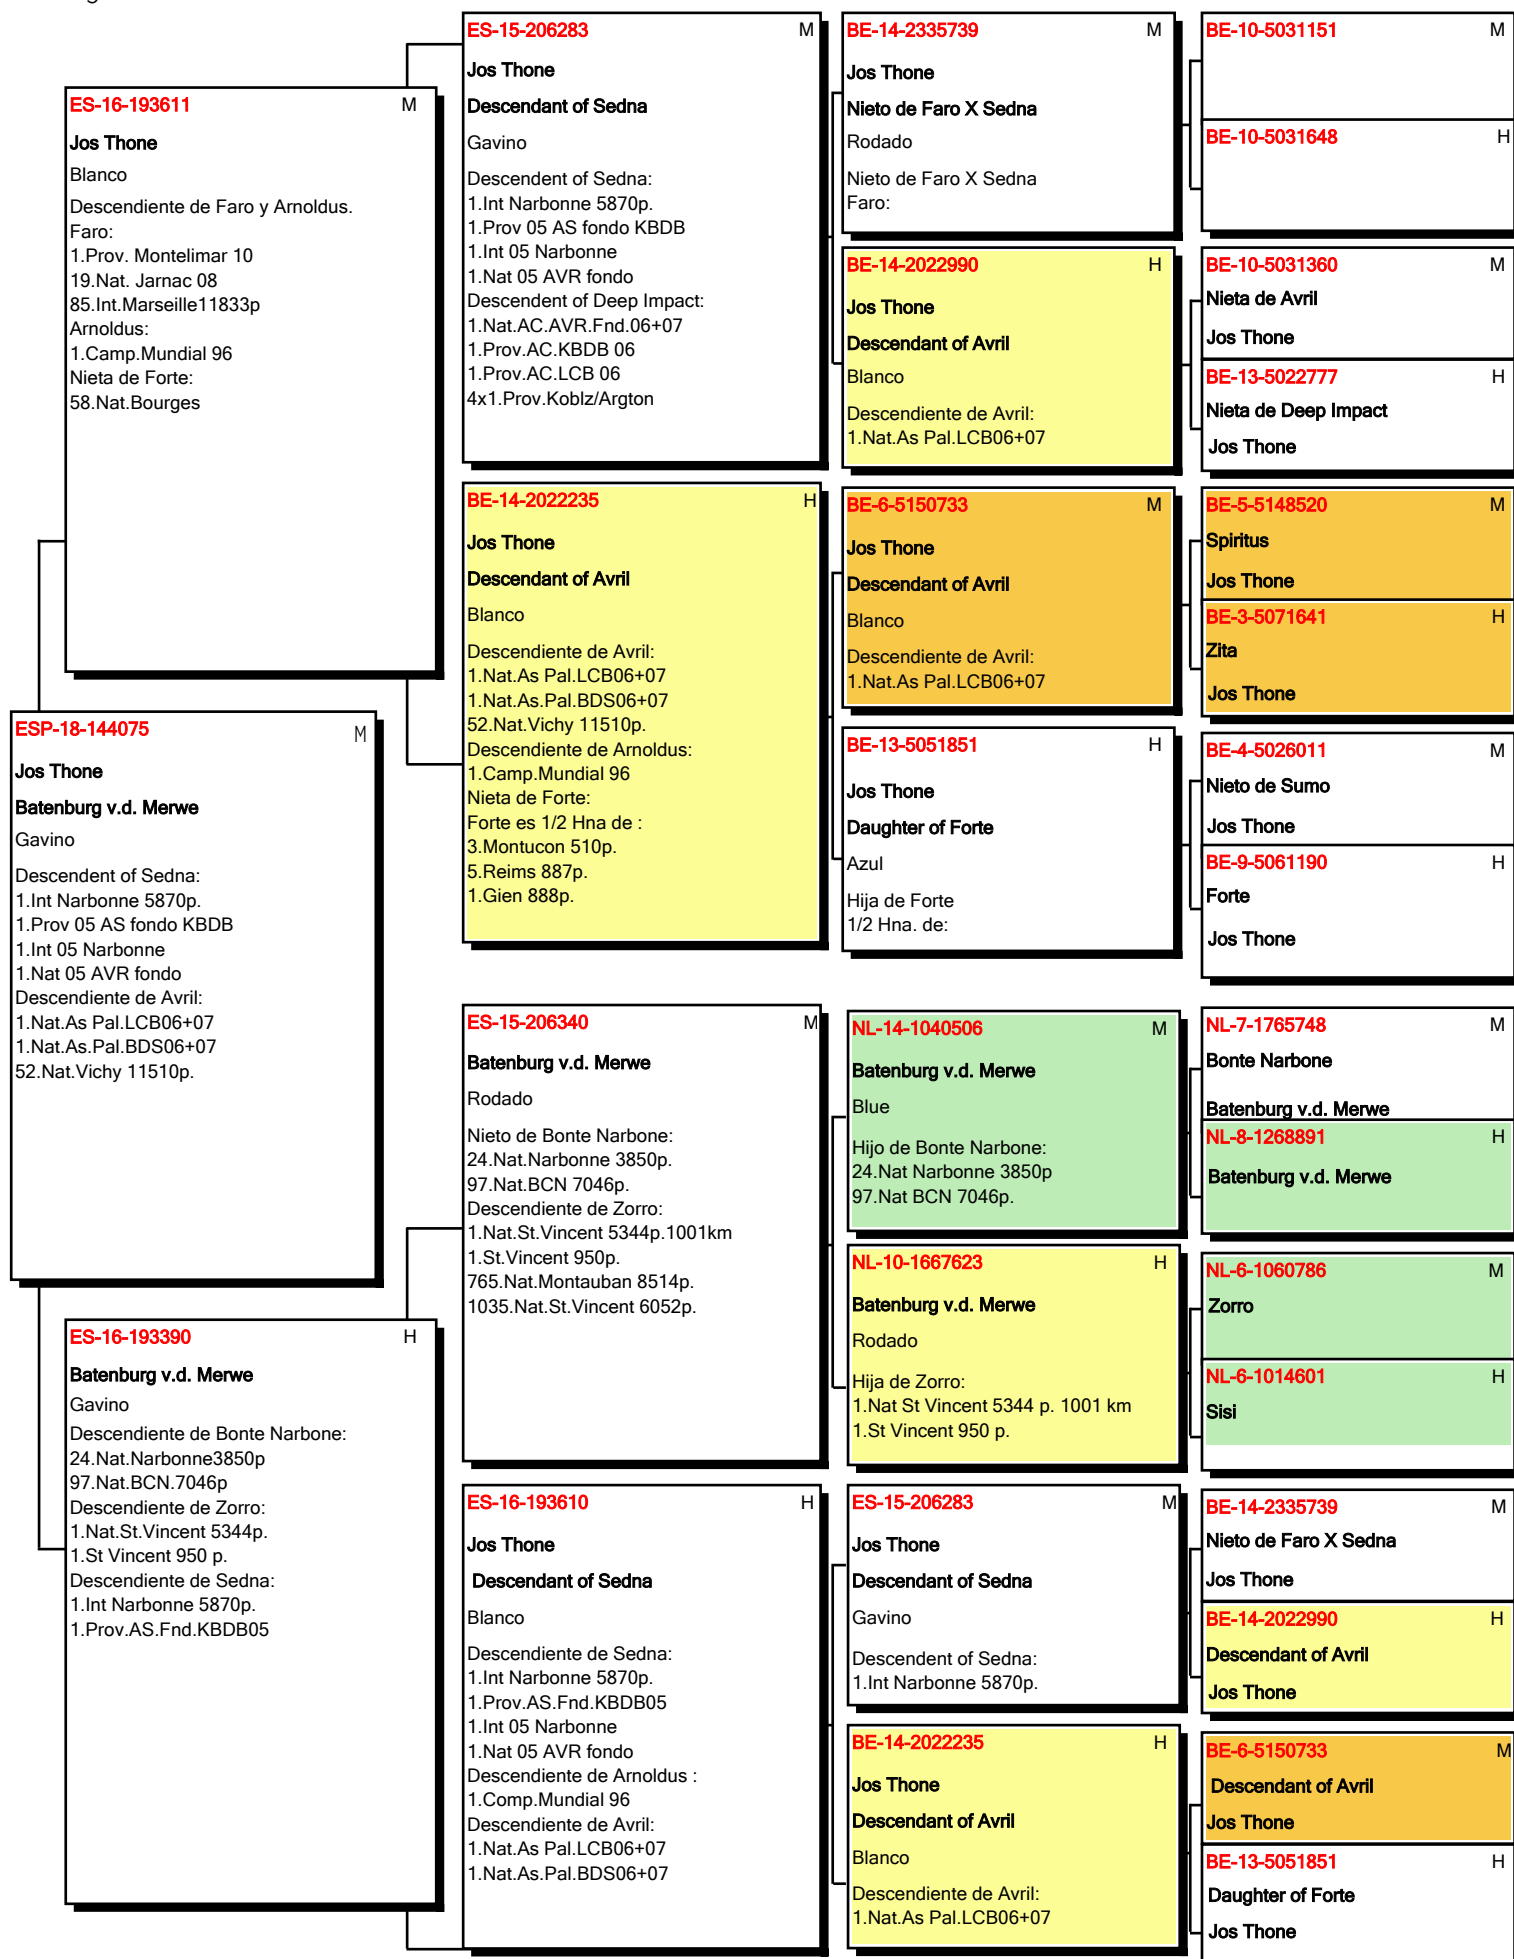 ESP-18-144075 M
Jos Thone
Batenburg v.d. Merwe
Gavino
Descendent of Sedna:
1.Int Narbonne 5870p.
1.Prov 05 AS fondo KBDB
1.Int 05 Narbonne
1.Nat 05 AVR fondo
Descendiente de Avril:
1.Nat.As Pal.LCB06+07
1.Nat.As.Pal.BDS06+07
52.Nat.Vichy 11510p.
ES-16-193611 M
Jos Thone
Blanco
Descendiente de Faro y Arnoldus.
Faro:
1.Prov. Montelimar 10
19.Nat. Jarnac 08
85.Int.Marseille11833p
Arnoldus:
1.Camp.Mundial 96
Nieta de Forte:
58.Nat.Bourges
ES-16-193390 H
Batenburg v.d. Merwe
Gavino
Descendiente de Bonte Narbone:
24.Nat.Narbonne3850p
97.Nat.BCN.7046p
Descendiente de Zorro:
1.Nat.St.Vincent 5344p.
1.St Vincent 950 p.
Descendiente de Sedna:
1.Int Narbonne 5870p.
1.Prov.AS.Fnd.KBDB05
ES-15-206283 M
Jos Thone
Descendant of Sedna
Gavino
Descendent of Sedna:
1.Int Narbonne 5870p.
1.Prov 05 AS fondo KBDB
1.Int 05 Narbonne
1.Nat 05 AVR fondo
Descendent of Deep Impact:
1.Nat.AC.AVR.Fnd.06+07
1.Prov.AC.KBDB 06
1.Prov.AC.LCB 06
4x1.Prov.Koblz/Argton
BE-14-2022235 H
Jos Thone
Descendant of Avril
Blanco
Descendiente de Avril:
1.Nat.As Pal.LCB06+07
1.Nat.As.Pal.BDS06+07
52.Nat.Vichy 11510p.
Descendiente de Arnoldus:
1.Camp.Mundial 96
Nieta de Forte:
Forte es 1/2 Hna de :
3.Montucon 510p.
5.Reims 887p.
1.Gien 888p.
ES-15-206340 M
Batenburg v.d. Merwe
Rodado
Nieto de Bonte Narbone:
24.Nat.Narbonne 3850p.
97.Nat.BCN 7046p.
Descendiente de Zorro:
1.Nat.St.Vincent 5344p.1001km
1.St.Vincent 950p.
765.Nat.Montauban 8514p.
1035.Nat.St.Vincent 6052p.
ES-16-193610 H
Jos Thone
Descendant of Sedna
Blanco
Descendiente de Sedna:
1.Int Narbonne 5870p.
1.Prov.AS.Fnd.KBDB05
1.Int 05 Narbonne
1.Nat 05 AVR fondo
Descendiente de Arnoldus :
1.Comp.Mundial 96
Descendiente de Avril:
1.Nat.As Pal.LCB06+07
1.Nat.As.Pal.BDS06+07
BE-14-2335739 M
Jos Thone
Nieto de Faro X Sedna
Rodado
Nieto de Faro X Sedna
Faro:
BE-14-2022990 H
Jos Thone
Descendant of Avril
Blanco
Descendiente de Avril:
1.Nat.As Pal.LCB06+07
BE-6-5150733 M
Jos Thone
Descendant of Avril
Blanco
Descendiente de Avril:
1.Nat.As Pal.LCB06+07
BE-13-5051851 H
Jos Thone
Daughter of Forte
Azul
Hija de Forte
1/2 Hna. de:
NL-14-1040506 M
Batenburg v.d. Merwe
Blue
Hijo de Bonte Narbone:
24.Nat Narbonne 3850p
97.Nat BCN 7046p.
NL-10-1667623 H
Batenburg v.d. Merwe
Rodado
Hija de Zorro:
1.Nat St Vincent 5344 p. 1001 km
1.St Vincent 950 p.
ES-15-206283 M
Jos Thone
Descendant of Sedna
Gavino
Descendent of Sedna:
1.Int Narbonne 5870p.
BE-14-2022235 H
Jos Thone
Descendant of Avril
Blanco
Descendiente de Avril:
1.Nat.As Pal.LCB06+07
BE-10-5031151 M
BE-10-5031648 H
BE-10-5031360 M
Nieta de Avril
Jos Thone
BE-13-5022777 H
Nieta de Deep Impact
Jos Thone
BE-5-5148520 M
Spiritus
Jos Thone
BE-3-5071641 H
Zita
Jos Thone
BE-4-5026011 M
Nieto de Sumo
Jos Thone
BE-9-5061190 H
Forte
Jos Thone
NL-7-1765748 M
Bonte Narbone
Batenburg v.d. Merwe
NL-8-1268891 H
Batenburg v.d. Merwe
NL-6-1060786 M
Zorro
NL-6-1014601 H
Sisi
BE-14-2335739 M
Nieto de Faro X Sedna
Jos Thone
BE-14-2022990 H
Descendant of Avril
Jos Thone
BE-6-5150733 M
Descendant of Avril
Jos Thone
BE-13-5051851 H
Daughter of Forte
Jos Thone